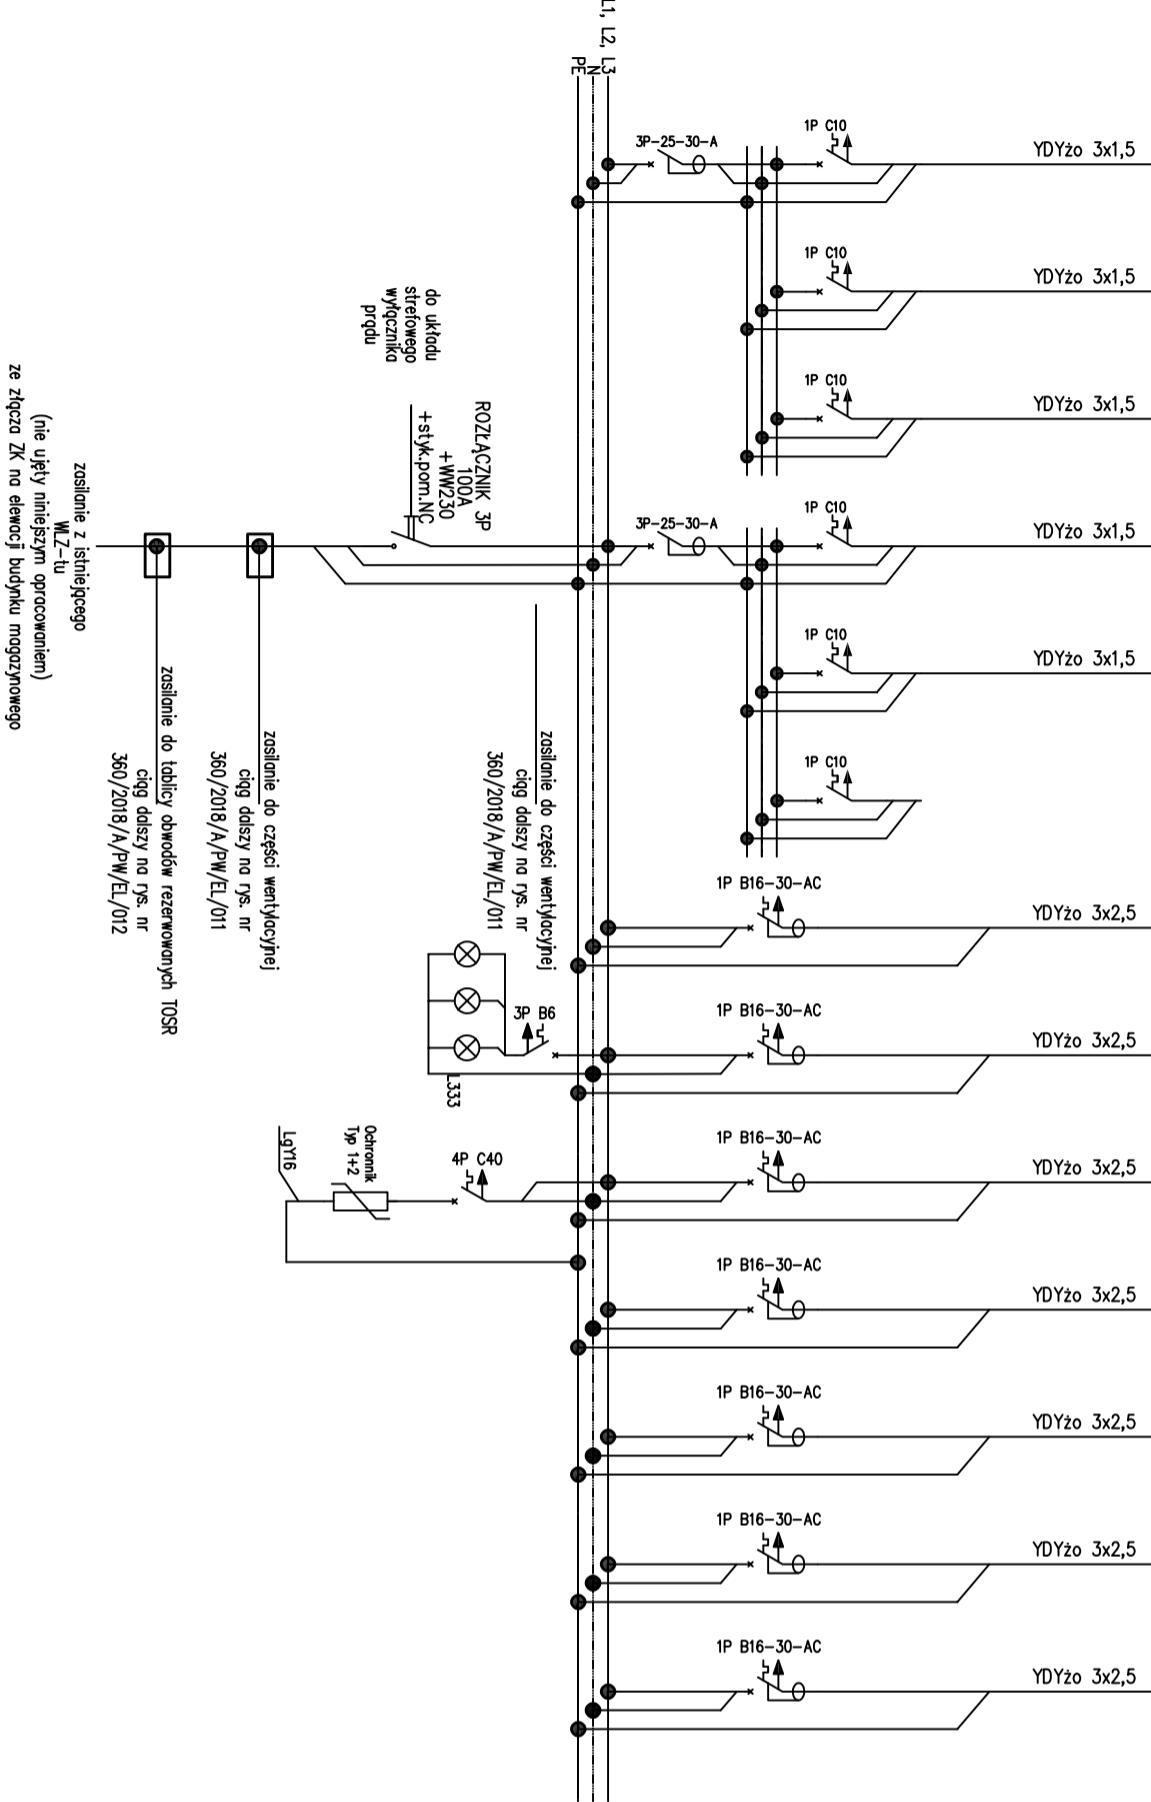 L1, L2, L3
N
PE
3P-25-30-A
1P C10
YDYżo 3x1,5
1P C10
YDYżo 3x1,5
1P C10
YDYżo 3x1,5
3P-25-30-A
1P C10
YDYżo 3x1,5
1P C10
YDYżo 3x1,5
1P C10
1P B16-30-AC
YDYżo 3x2,5
1P B16-30-AC
YDYżo 3x2,5
1P B16-30-AC
YDYżo 3x2,5
1P B16-30-AC
YDYżo 3x2,5
1P B16-30-AC
YDYżo 3x2,5
1P B16-30-AC
YDYżo 3x2,5
1P B16-30-AC
YDYżo 3x2,5
do układu
strefowego
wyłącznika
prądu
ROZŁĄCZNIK 3P
100A
+WW230
+styk.pom.NC
zasilanie do części wentylacyjnej
ciąg dalszy na rys. nr
360/2018/A/PW/EL/011
3P B6
L333
4P C40
Ochronnik
Typ 1+2
LgY16
zasilanie do części wentylacyjnej
ciąg dalszy na rys. nr
360/2018/A/PW/EL/011
zasilanie do tablicy obwodów rezerwowanych TOSR
ciąg dalszy na rys. nr
360/2018/A/PW/EL/012
zasilanie z istniejącego
WLZ-tu
(nie ujęty niniejszym opracowaniem)
ze złącza ZK na elewacji budynku magazynowego